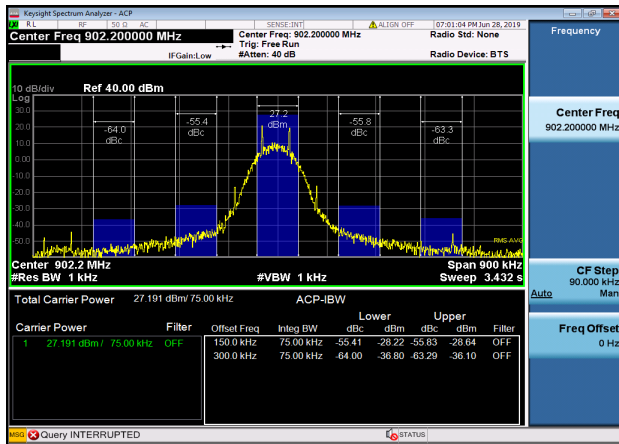 Keysight Spectrum Analyzer - ACP
LXI RL RF 50 Ω AC SENSE:INT ALIGN OFF 07:01:04 PM Jun 28, 2019
Center Freq 902.200000 MHz
Center Freq: 902.200000 MHz
Radio Std: None
Trig: Free Run
IFGain:Low
#Atten: 40 dB
Radio Device: BTS
Frequency
10 dB/div Ref 40.00 dBm
Log
30.0
20.0
10.0
0.00
-10.0
-20.0
-30.0
-40.0
-50.0
-64.0 dBc
-55.4 dBc
27.2 dBm
-55.8 dBc
-63.3 dBc
RMS AVG
Center 902.2 MHz Span 900 kHz
#Res BW 1 kHz #VBW 1 kHz Sweep 3.432 s
Center Freq
902.200000 MHz
CF Step
90.000 kHz
Auto Man
Freq Offset
0 Hz
Total Carrier Power 27.191 dBm/ 75.00 kHz ACP-IBW
Lower Upper
Carrier Power Filter Offset Freq Integ BW dBc dBm dBc dBm Filter
1 27.191 dBm / 75.00 kHz OFF 150.0 kHz 75.00 kHz -55.41 -28.22 -55.83 -28.64 OFF
300.0 kHz 75.00 kHz -64.00 -36.80 -63.29 -36.10 OFF
MSG Query INTERRUPTED STATUS